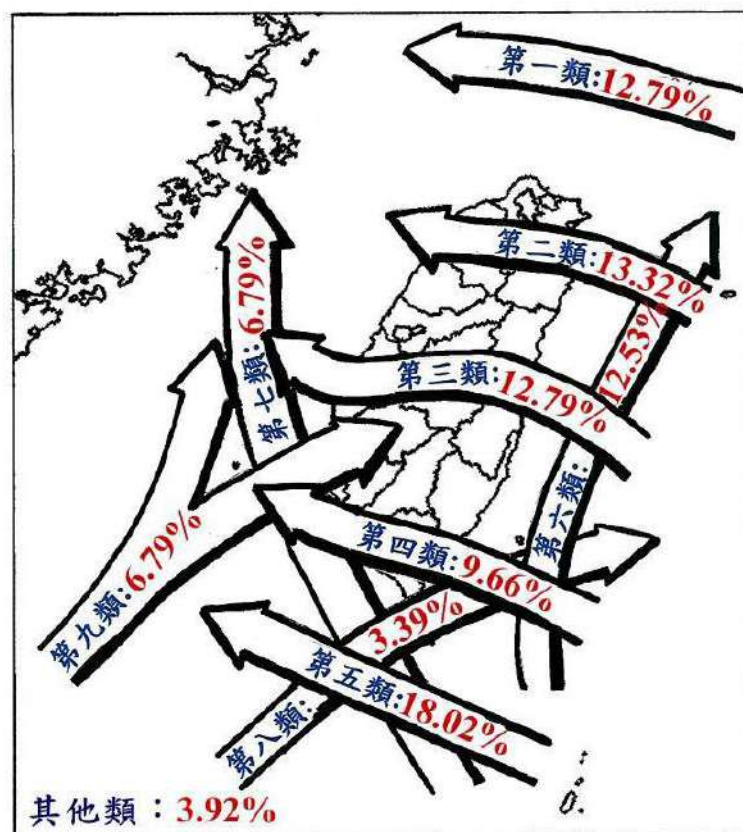 第一類:12.79%
第二類:13.32%
第三類:12.79%
第四類:9.66%
第五類:18.02%
第六類:12.53%
第七類:6.79%
第八類:3.39%
第九類:6.79%
其他類：3.92%